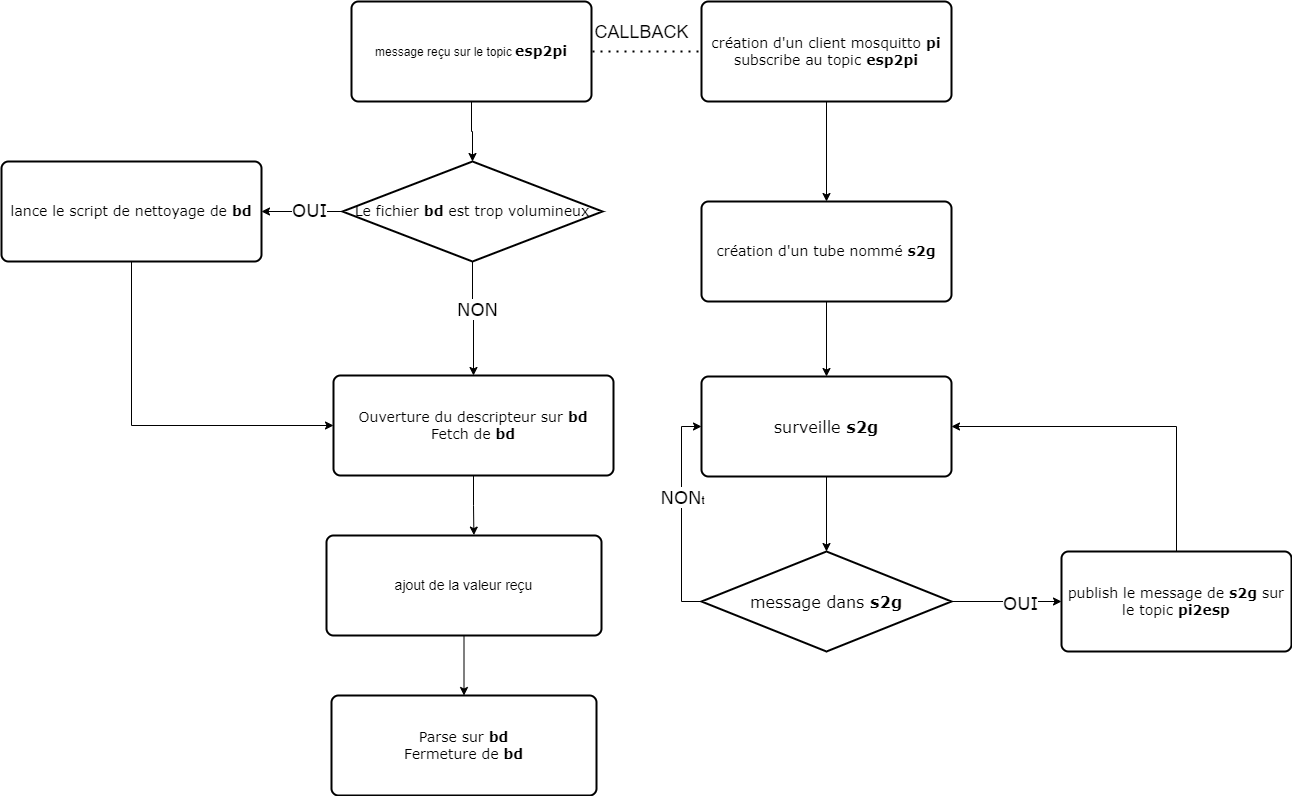 message reçu sur le topic esp2pi
CALLBACK
création d'un client mosquitto pi
subscribe au topic esp2pi
lance le script de nettoyage de bd
OUI
Le fichier bd est trop volumineux
création d'un tube nommé s2g
NON
Ouverture du descripteur sur bd
Fetch de bd
surveille s2g
NONt
ajout de la valeur reçu
message dans s2g
OUI
publish le message de s2g sur
le topic pi2esp
Parse sur bd
Fermeture de bd